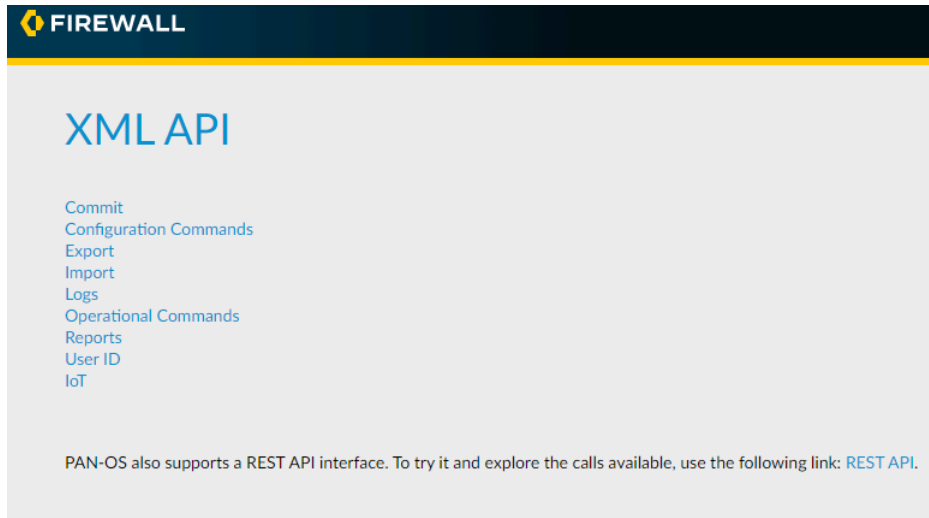 FIREWALL
XML API
Commit
Configuration Commands
Export
Import
Logs
Operational Commands
Reports
User ID
IoT
PAN-OS also supports a REST API interface. To try it and explore the calls available, use the following link: REST API.